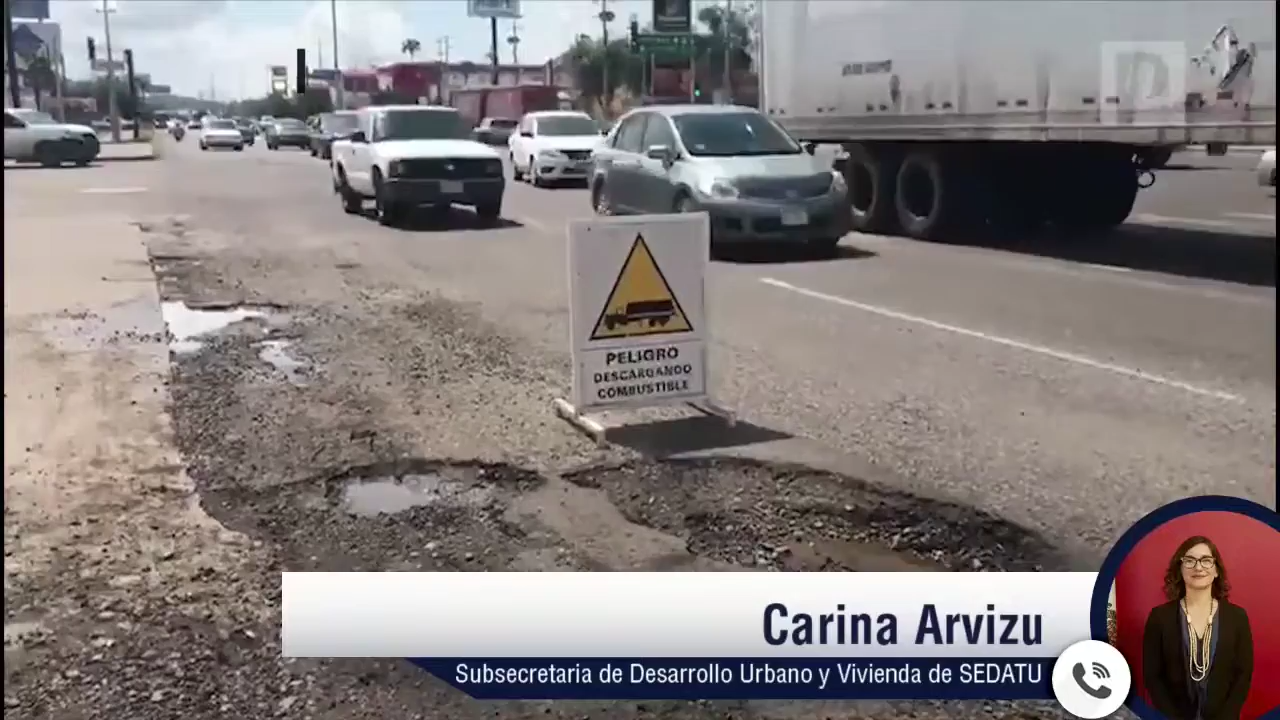 PELIGRO
DESCARGANDO
COMBUSTIBLE
Carina Arvizu
Subsecretaria de Desarrollo Urbano y Vivienda de SEDATU